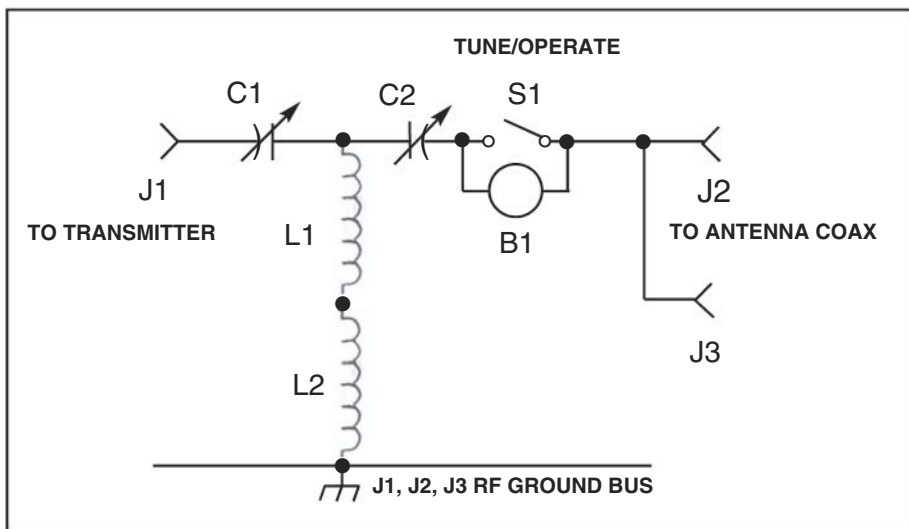 TUNE/OPERATE
C1
C2
S1
J1
J2
TO TRANSMITTER
L1
B1
TO ANTENNA COAX
J3
L2
J1, J2, J3 RF GROUND BUS